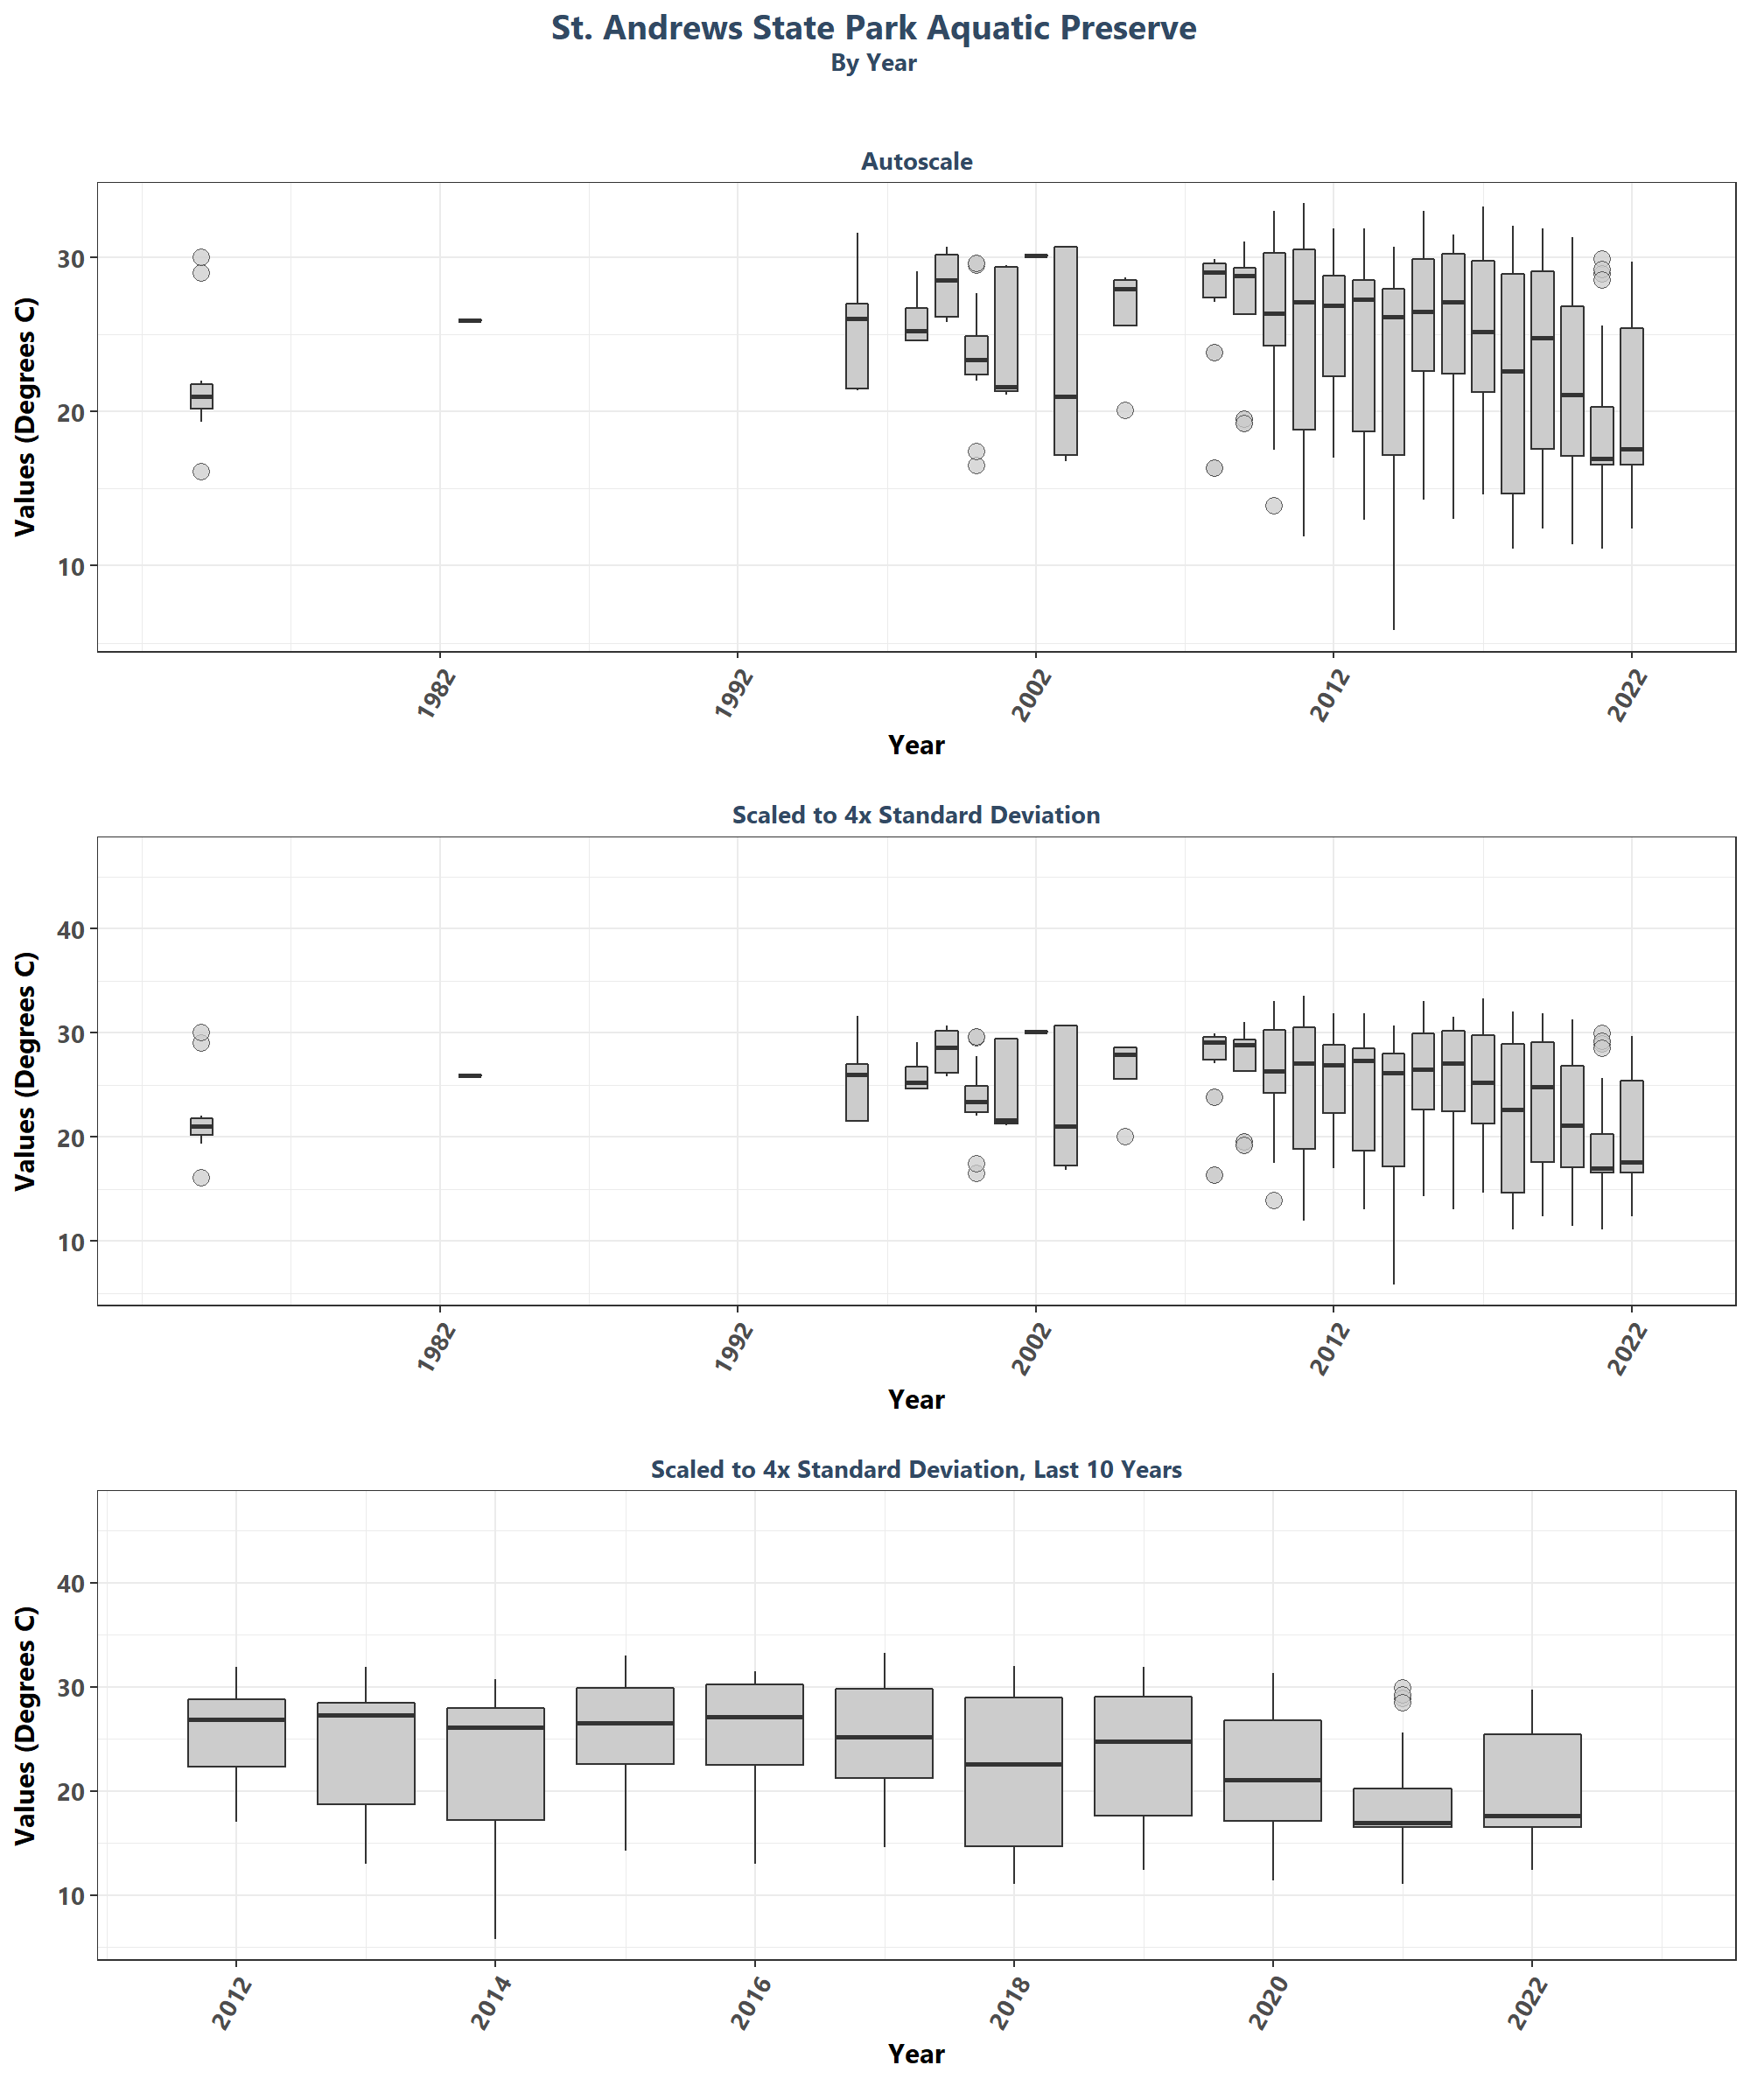 St. Andrews State Park Aquatic Preserve
By Year
Autoscale
Values (Degrees C)
30
20
10
1982
1992
2002
2012
2022
Year
Scaled to 4x Standard Deviation
Values (Degrees C)
40
30
20
10
1982
1992
2002
2012
2022
Year
Scaled to 4x Standard Deviation, Last 10 Years
Values (Degrees C)
40
30
20
10
2012
2014
2016
2018
2020
2022
Year